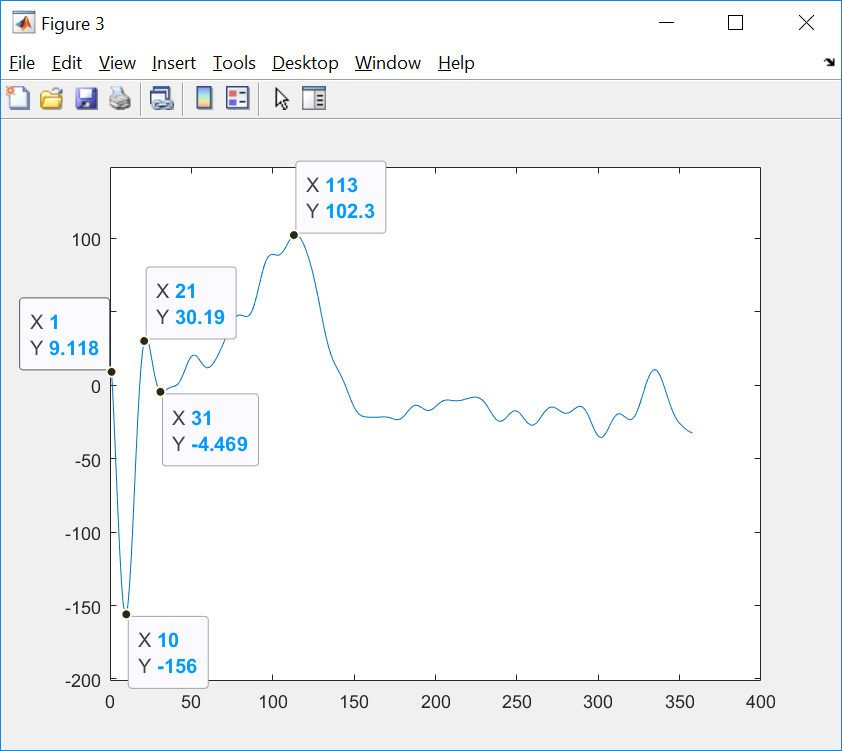 Figure 3
File Edit View Insert Tools Desktop Window Help
X 113
Y 102.3
X 21
Y 30.19
X 1
Y 9.118
X 31
Y -4.469
X 10
Y -156
100
0
-50
-100
-150
-200
0 50 100 150 200 250 300 350 400